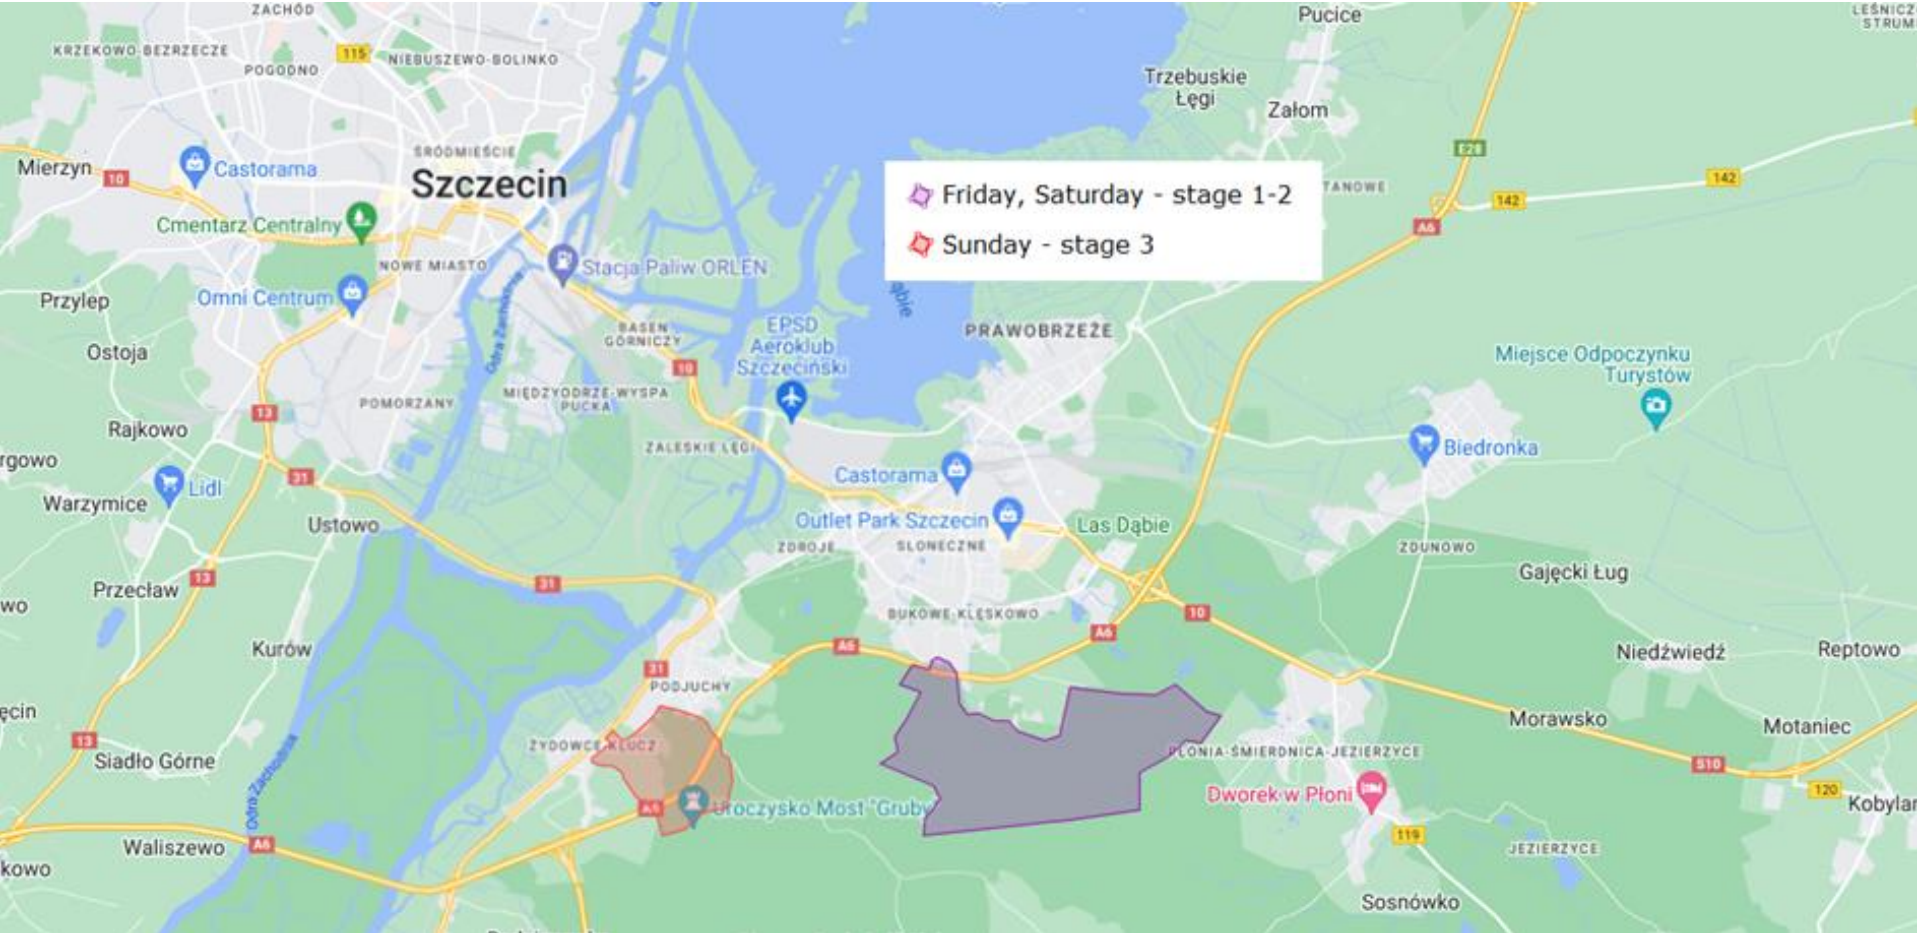 ZACHÓD
Pucice
KRZEKOWO-BEZRZECZE
115
NIEBUSZEWO-BOLINKO
POGODNO
Trzebuskie
Łęgi
Załom
E28
ŚRÓDMIEŚCIE
Mierzyn
10
Castorama
Szczecin
142
142
Friday, Saturday - stage 1-2
Sunday - stage 3
Cmentarz Centralny
A6
NOWE MIASTO
Stacja Paliw ORLEN
Przylep
Omni Centrum
Odra Zachodnia
BASEN
GÓRNICZY
EPSD
Aeroklub
Szczeciński
PRAWOBRZEŻE
Ostoja
10
Miejsce Odpoczynku
Turystów
MIĘDZYODRZE-WYSPA
PUCKA
POMORZANY
13
Rajkowo
ZALESKIE ŁĘGI
Biedronka
31
Castorama
Lidl
Warzymice
Ustowo
Outlet Park Szczecin
Las Dąbie
ZDROJE
SŁONECZNE
ZDUNOWO
Gajęcki Ług
13
Przecław
31
BUKOWE-KLĘSKOWO
10
A6
A6
Kurów
Niedźwiedź
Reptowo
31
PODJUCHY
Morawsko
Motaniec
13
Siadło Górne
ŻYDOWCE-KLUCZ
PŁONIA-ŚMIERDNICA-JEZIERZYCE
S10
Odra Zachodnia
Dworek w Płoni
120
A6
Uroczysko Most "Gruby
119
Waliszewo
A6
JEZIERZYCE
Sosnówko